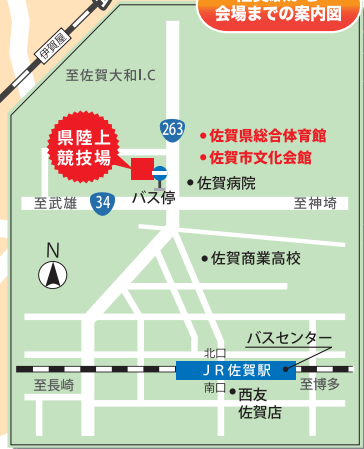 会場までの案内図
伊賀屋
至佐賀大和I.C
県陸上
競技場
263
●佐賀県総合体育館
●佐賀市文化会館
●佐賀病院
バス停
至武雄
34
至神埼
N
●佐賀商業高校
バスセンター
北口
JR佐賀駅
南口
至長崎
至博多
●西友
佐賀店